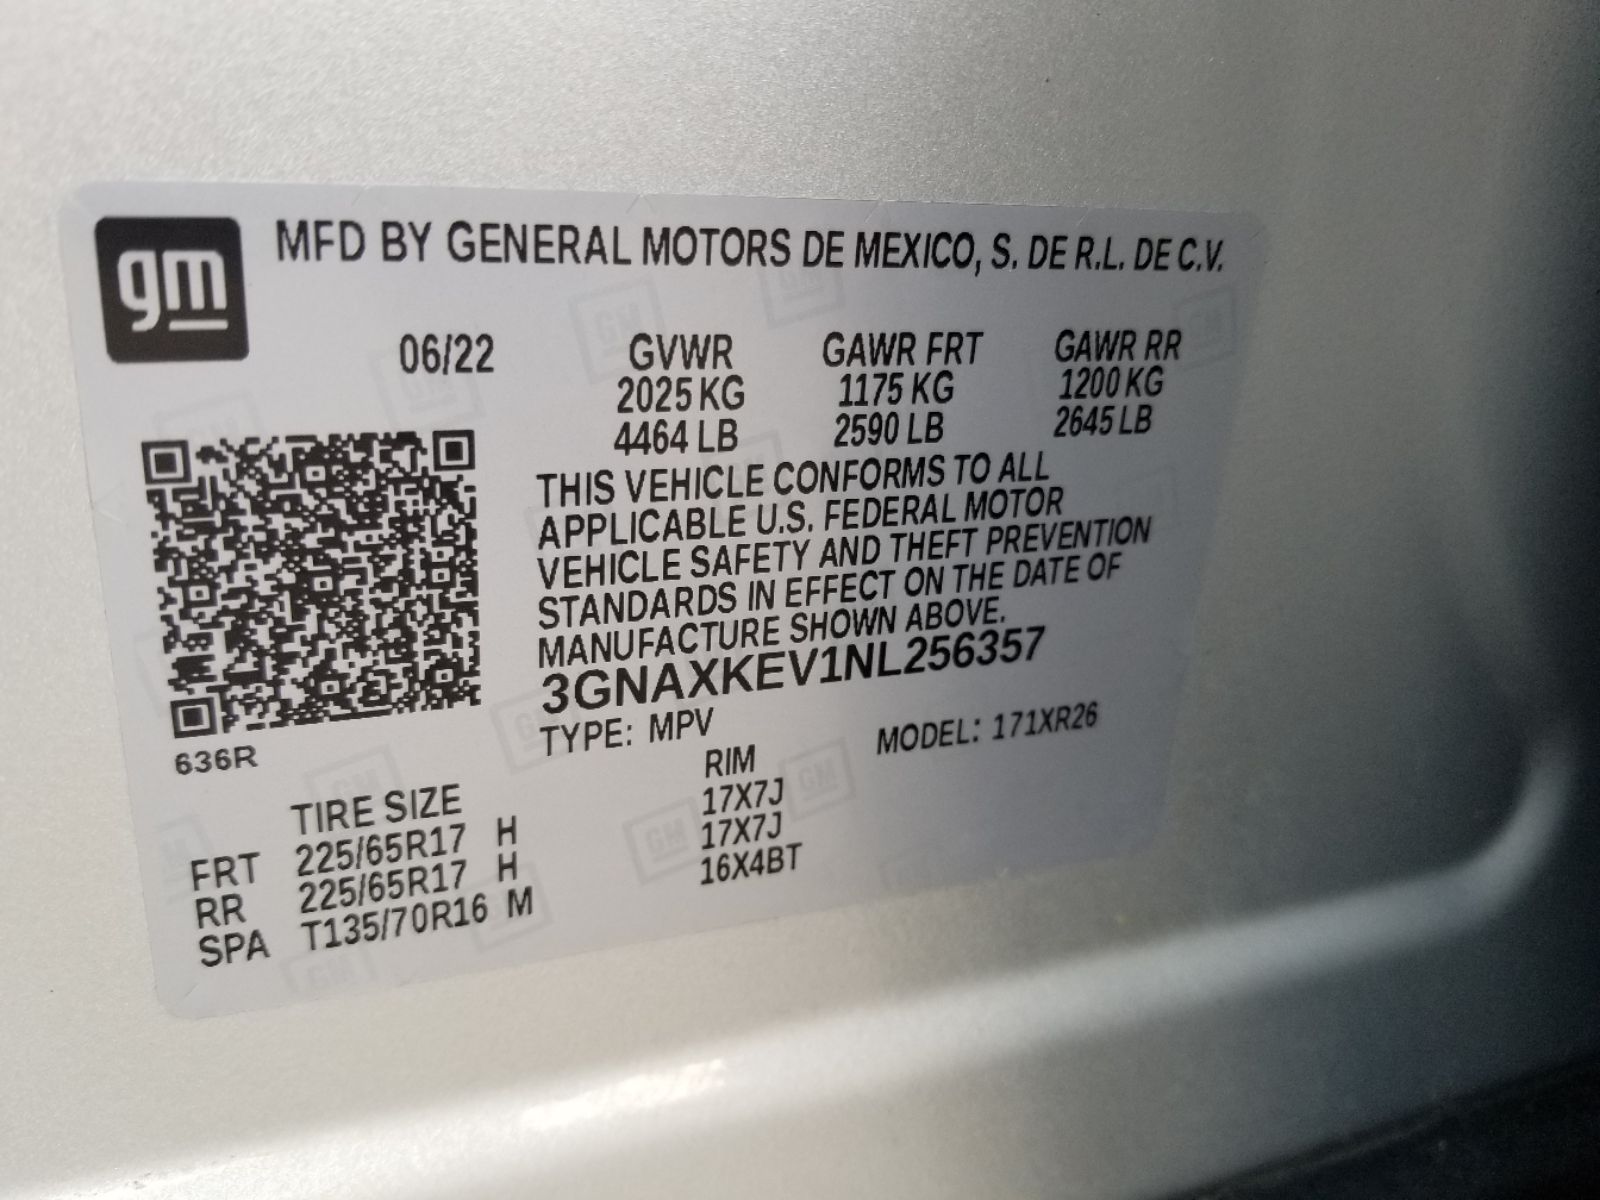 gm
MFD BY GENERAL MOTORS DE MEXICO, S. DE R.L. DE C.V.
06/22 GVWR GAWR FRT GAWR RR
2025 KG 1175 KG 1200 KG
4464 LB 2590 LB 2645 LB
THIS VEHICLE CONFORMS TO ALL
APPLICABLE U.S. FEDERAL MOTOR
VEHICLE SAFETY AND THEFT PREVENTION
STANDARDS IN EFFECT ON THE DATE OF
MANUFACTURE SHOWN ABOVE.
3GNAXKEV1NL256357
TYPE: MPV MODEL: 171XR26
636R
TIRE SIZE RIM
FRT 225/65R17 H 17X7J
RR 225/65R17 H 17X7J
SPA T135/70R16 M 16X4BT